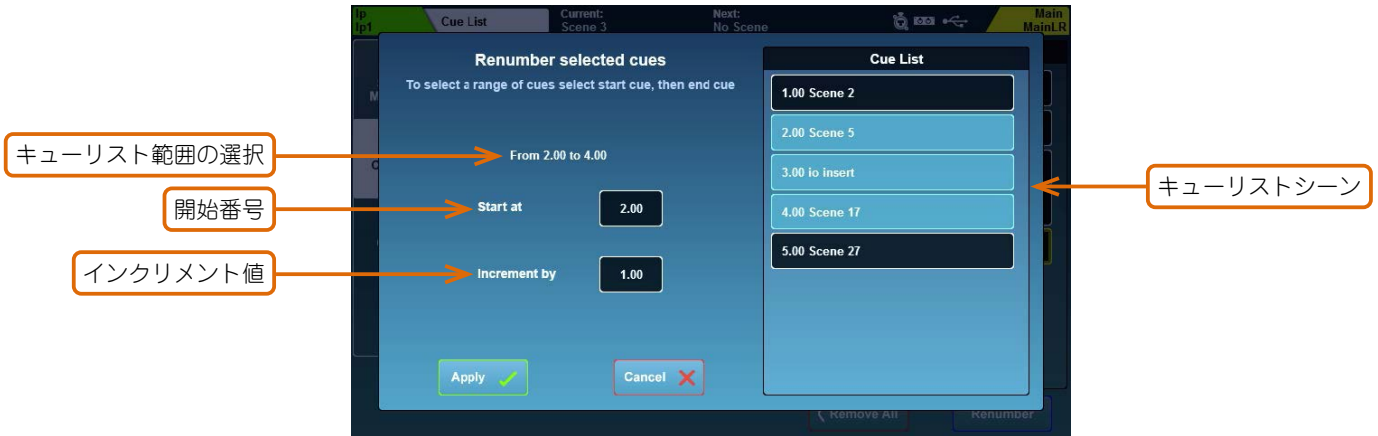 Ip
Ip1
Cue List
Current:
Scene 3
Next:
No Scene
Main
MainLR
Renumber selected cues
To select a range of cues select start cue, then end cue
From 2.00 to 4.00
Start at
2.00
Increment by
1.00
Apply
Cancel
Cue List
1.00 Scene 2
2.00 Scene 5
3.00 io insert
4.00 Scene 17
5.00 Scene 27
Remove All
Renumber
キューリスト範囲の選択
開始番号
インクリメント値
キューリストシーン